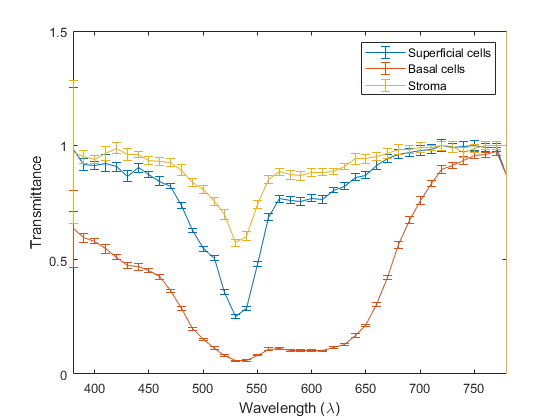 1.5
1
0.5
0
Transmittance
Superficial cells
Basal cells
Stroma
400 450 500 550 600 650 700 750
Wavelength (λ)